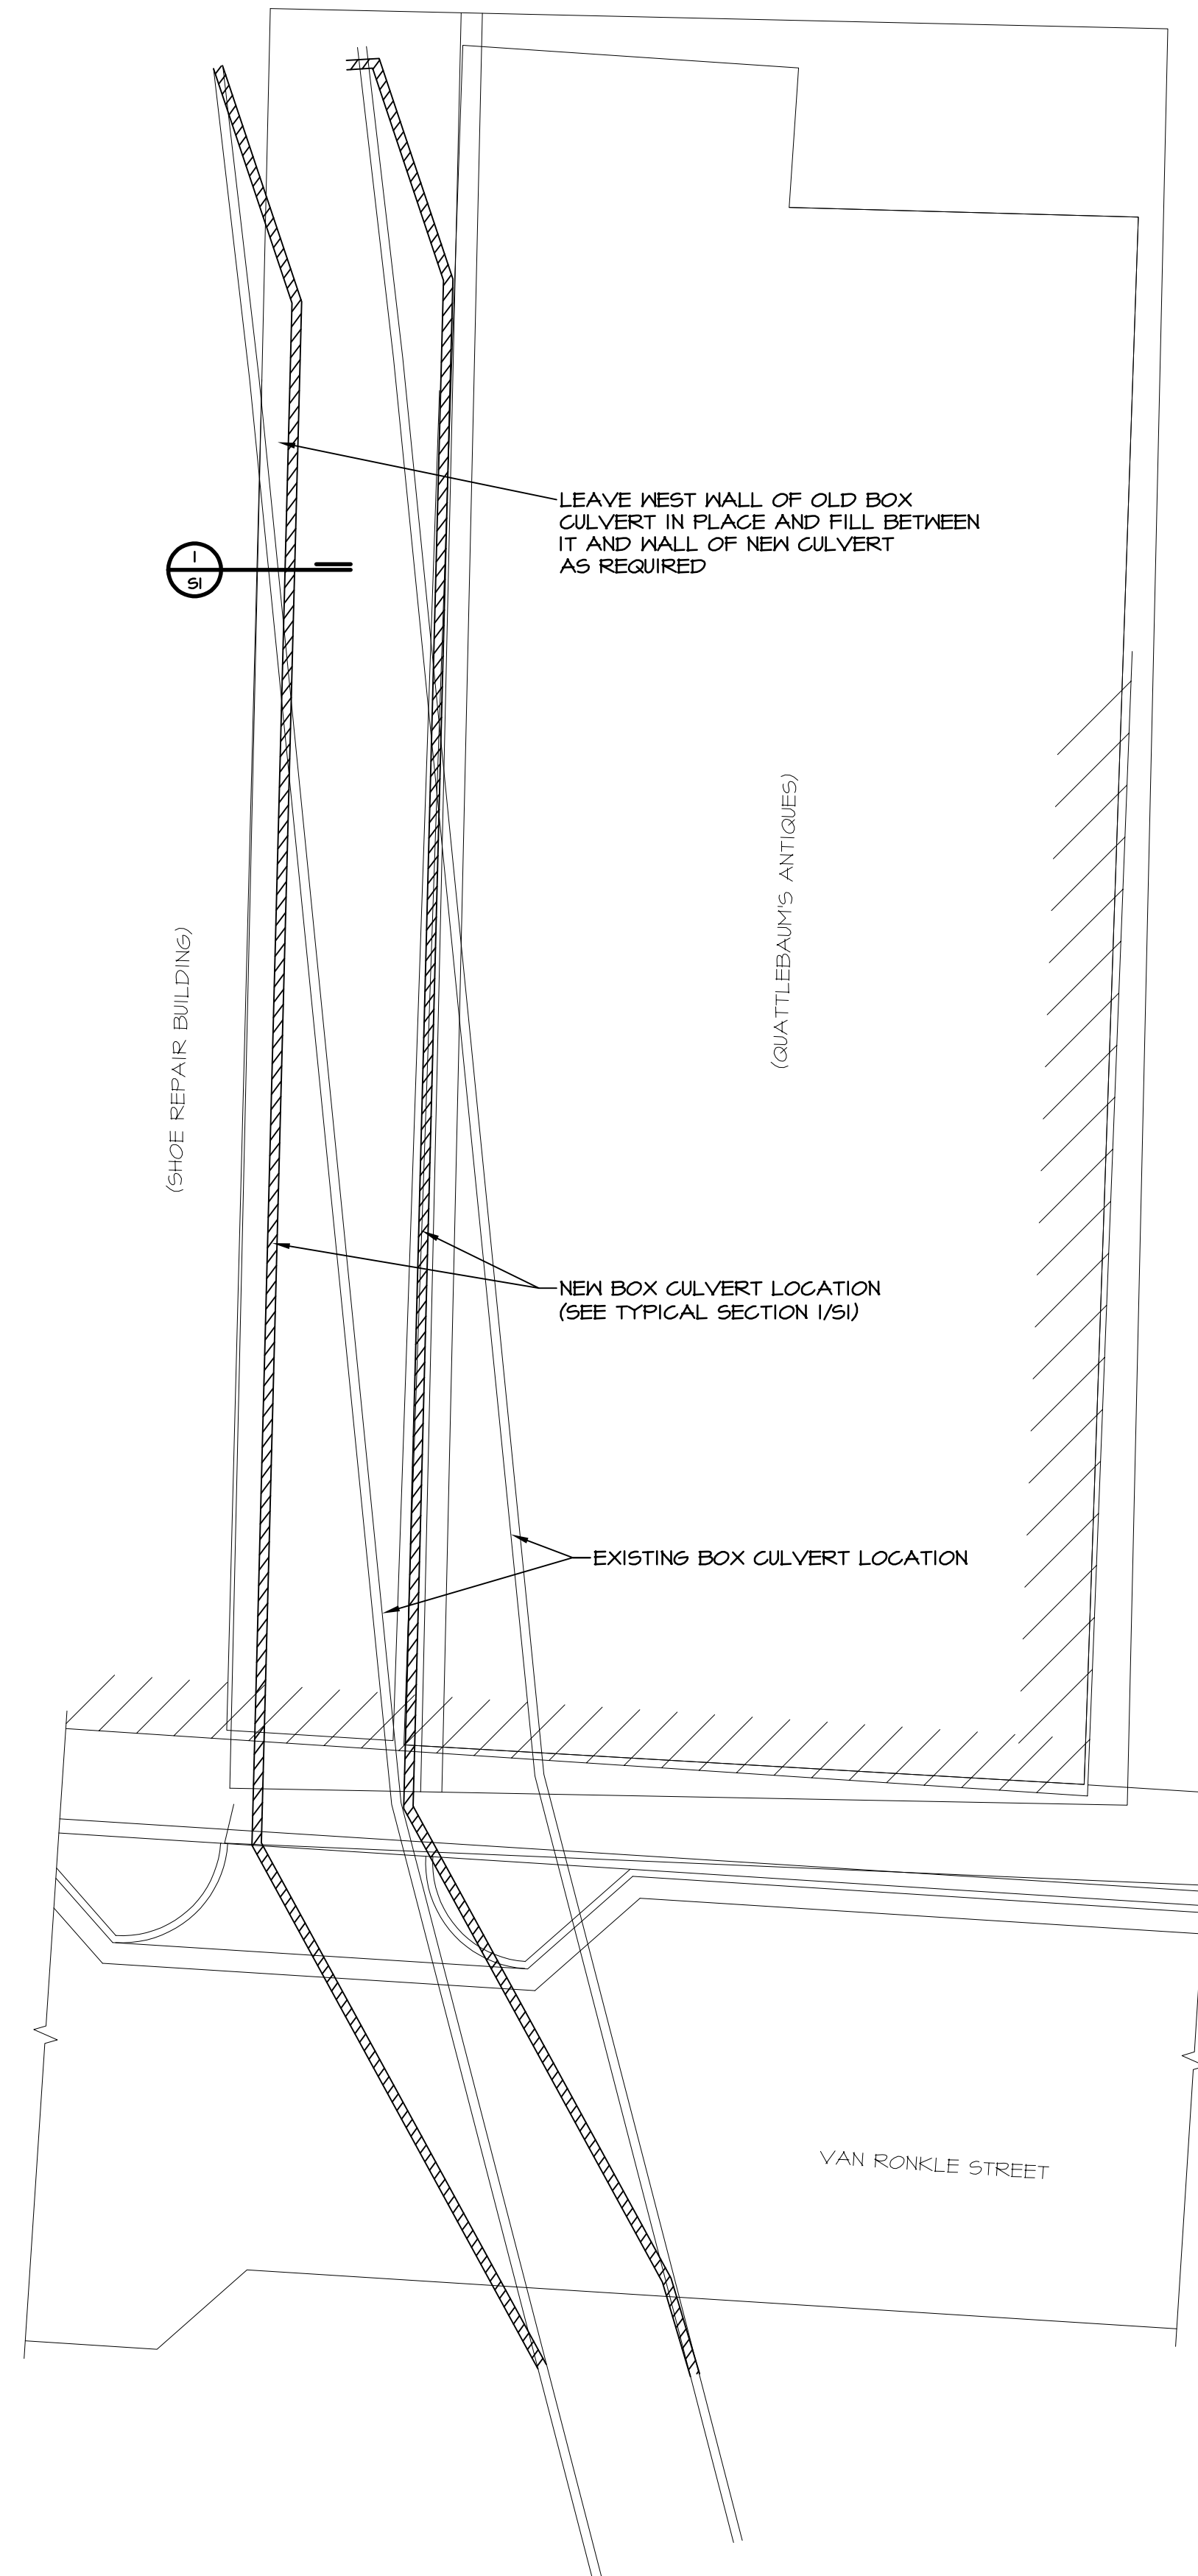 LEAVE WEST WALL OF OLD BOX
CULVERT IN PLACE AND FILL BETWEEN
IT AND WALL OF NEW CULVERT
AS REQUIRED
1
S1
(QUATTLEBAUM'S ANTIQUES)
(SHOE REPAIR BUILDING)
NEW BOX CULVERT LOCATION
(SEE TYPICAL SECTION 1/S1)
EXISTING BOX CULVERT LOCATION
VAN RONKLE STREET